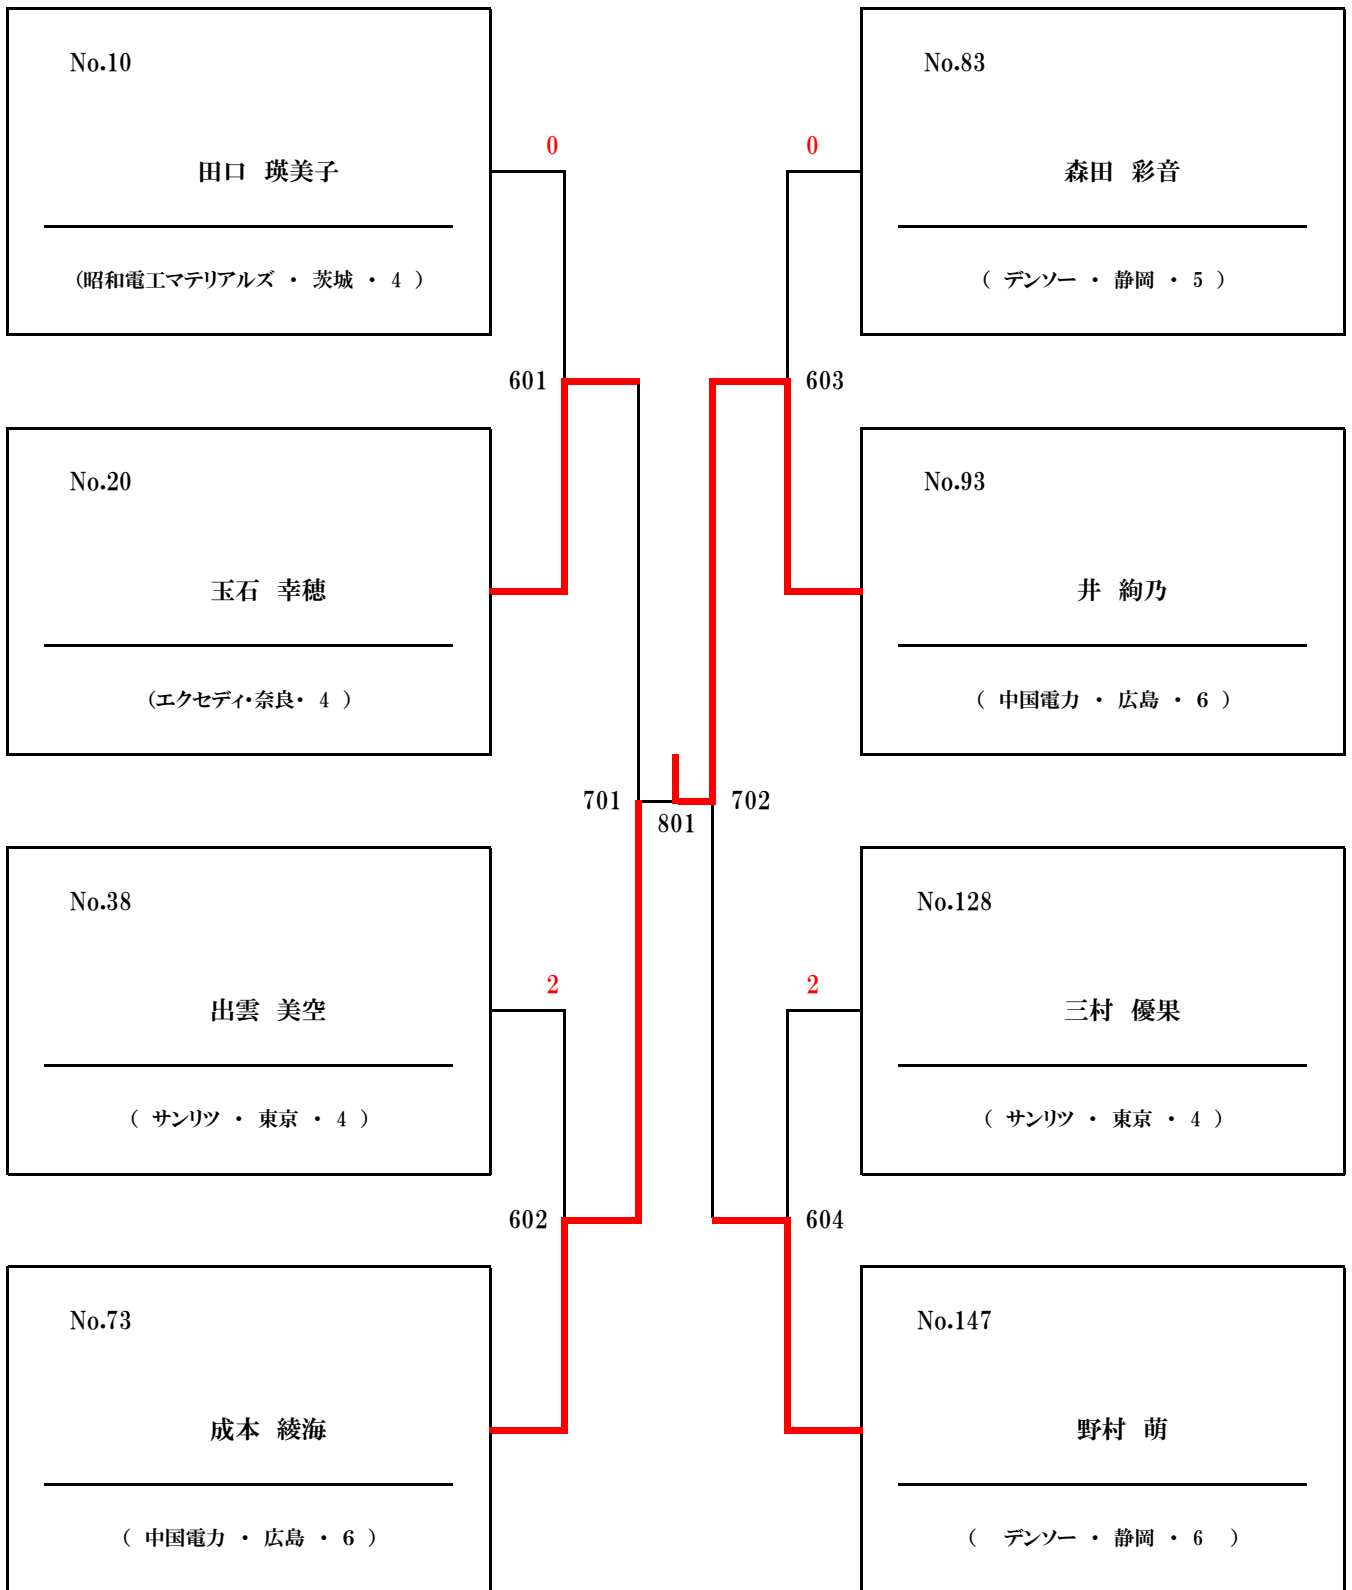 No.10
田口 瑛美子
(昭和電工マテリアルズ ・ 茨城 ・ 4 )
0
No.83
森田 彩音
( デンソー ・ 静岡 ・ 5 )
0
601
603
No.20
玉石 幸穂
(エクセディ・奈良・ 4 )
No.93
井 絢乃
( 中国電力 ・ 広島 ・ 6 )
701
702
801
No.38
出雲 美空
( サンリツ ・ 東京 ・ 4 )
2
No.128
三村 優果
( サンリツ ・ 東京 ・ 4 )
2
602
604
No.73
成本 綾海
( 中国電力 ・ 広島 ・ 6 )
No.147
野村 萌
( デンソー ・ 静岡 ・ 6 )